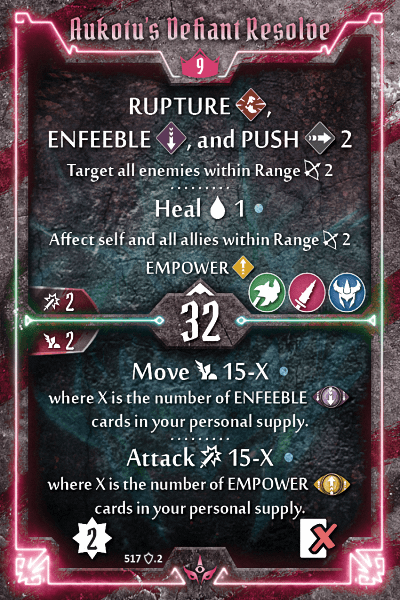 Aukotu's Defiant Resolve
9
RUPTURE,
ENFEEBLE, and PUSH 2
Target all enemies within Range 2
Heal 1
Affect self and all allies within Range 2
EMPOWER
2
32
2
Move 15-X
where X is the number of ENFEEBLE
cards in your personal supply.
Attack 15-X
where X is the number of EMPOWER
cards in your personal supply.
2
517 .2